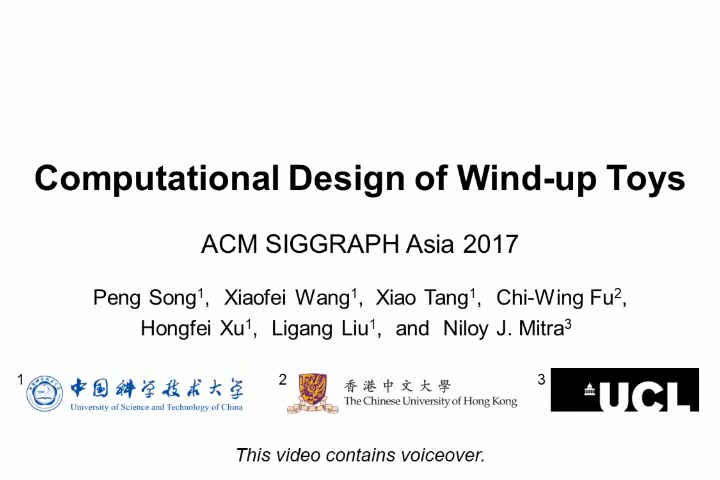 Computational Design of Wind-up Toys
ACM SIGGRAPH Asia 2017
Peng Song¹, Xiaofei Wang¹, Xiao Tang¹, Chi-Wing Fu²,
Hongfei Xu¹, Ligang Liu¹, and Niloy J. Mitra³
1 中国科学技术大学
University of Science and Technology of China
2 香港中文大學
The Chinese University of Hong Kong
3 UCL
This video contains voiceover.